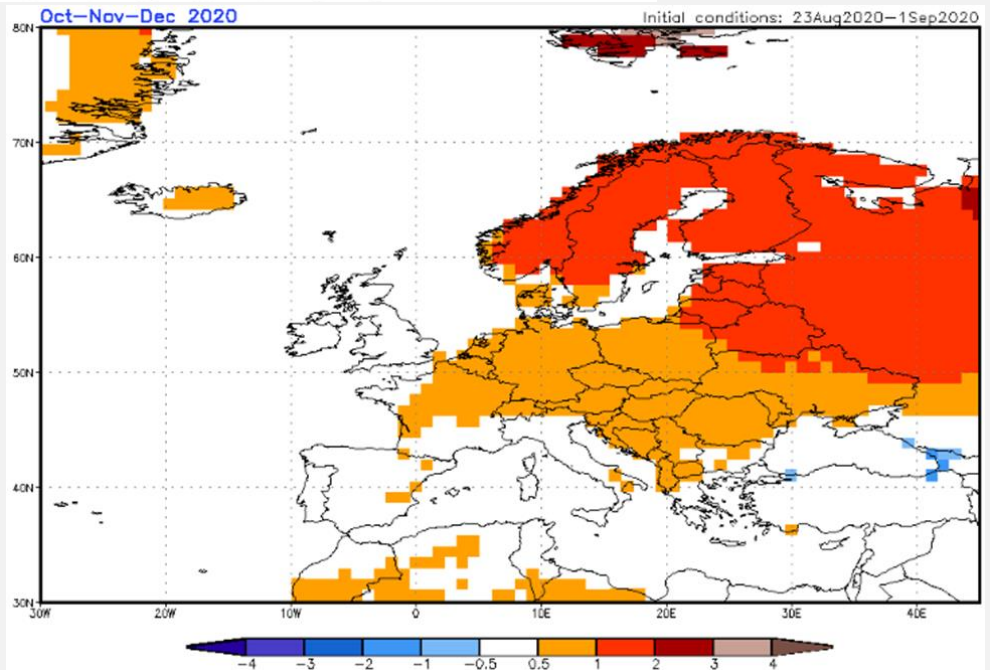 Oct-Nov-Dec 2020
Initial conditions: 23Aug2020-1Sep2020
80N
70N
60N
50N
40N
30N
30W 20W 10W 0 10E 20E 30E 40E
-4 -3 -2 -1 -0.5 0.5 1 2 3 4